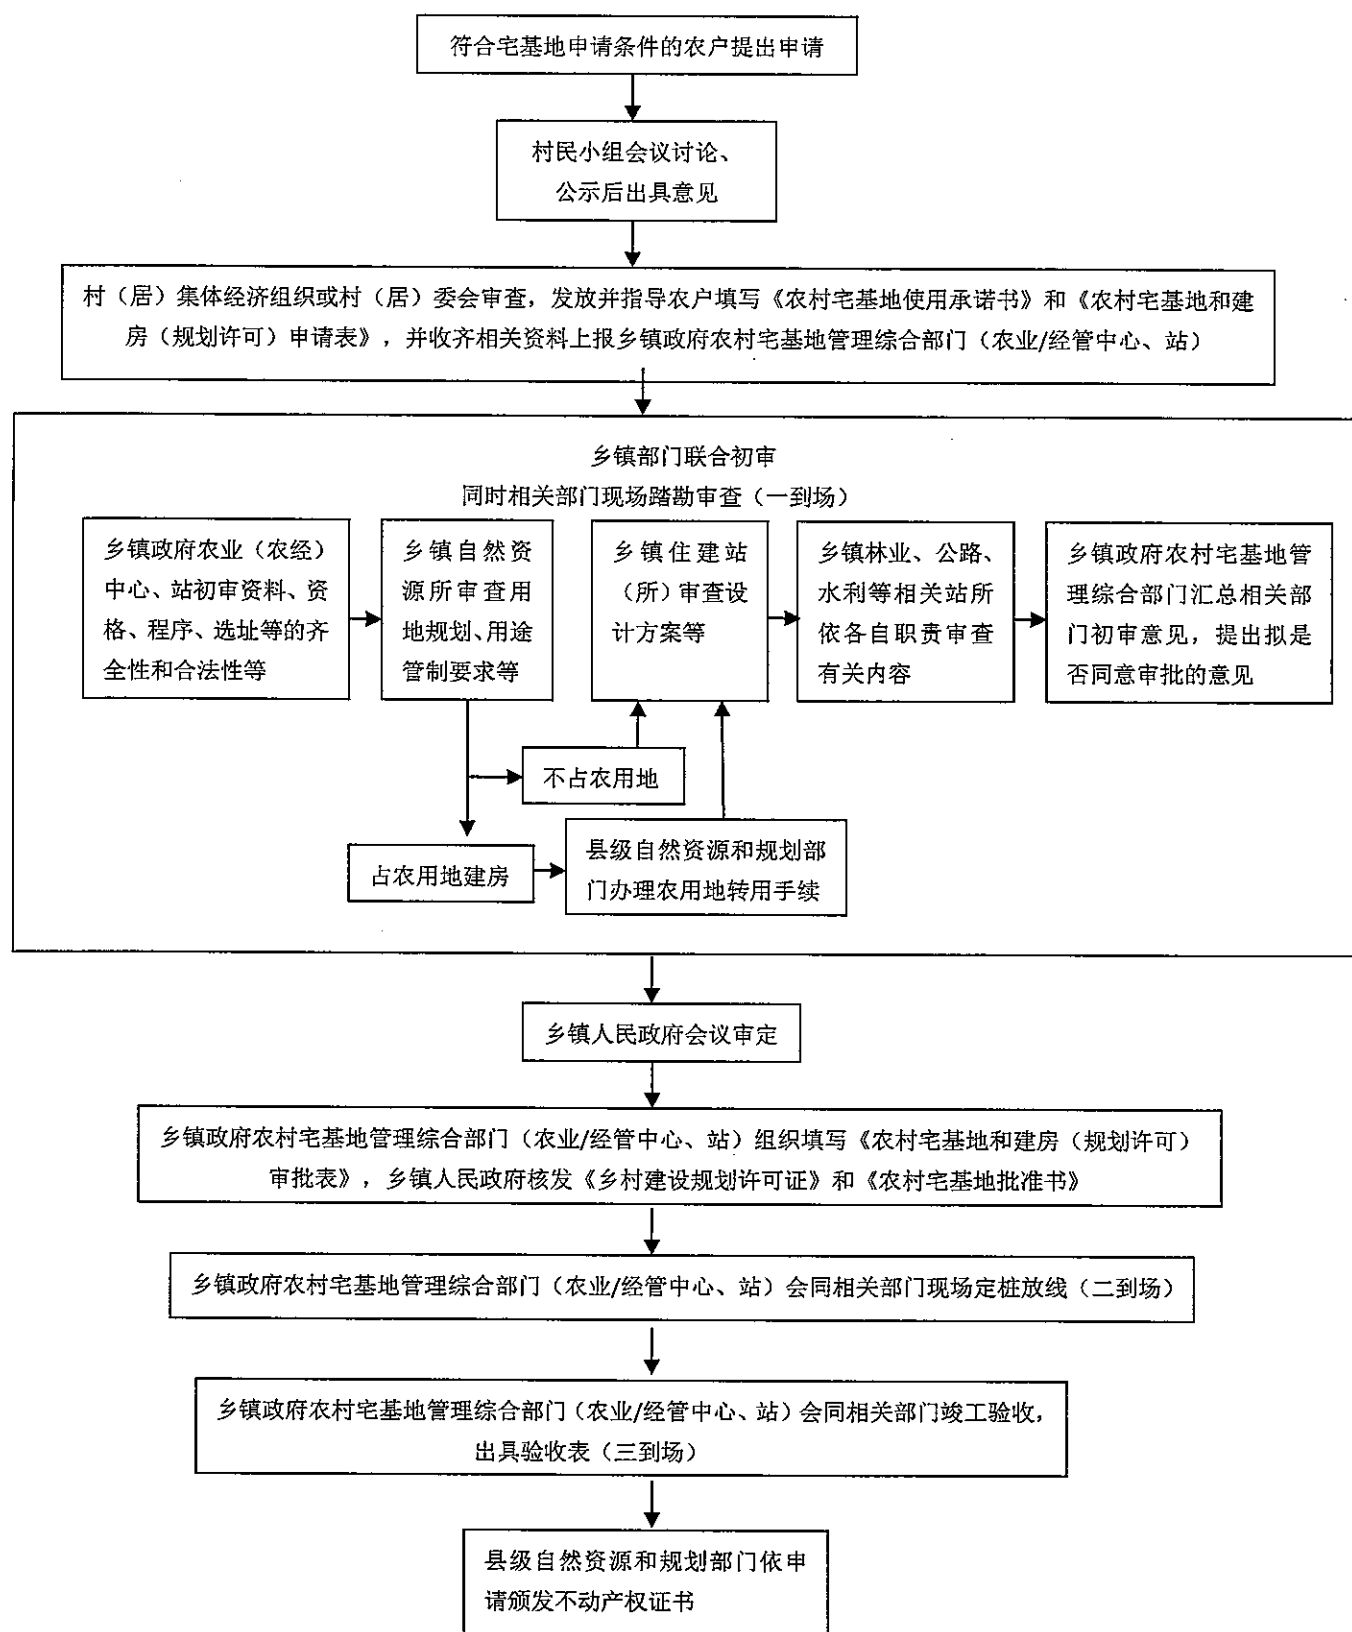 符合宅基地申请条件的农户提出申请
村民小组会议讨论、
公示后出具意见
村（居）集体经济组织或村（居）委会审查，发放并指导农户填写《农村宅基地使用承诺书》和《农村宅基地和建
房（规划许可）申请表》，并收齐相关资料上报乡镇政府农村宅基地管理综合部门（农业/经管中心、站）
乡镇部门联合初审
同时相关部门现场踏勘审查（一到场）
乡镇政府农业（农经）
中心、站初审资料、资
格、程序、选址等的齐
全性和合法性等
乡镇自然资
源所审查用
地规划、用途
管制要求等
乡镇住建站
（所）审查设
计方案等
乡镇林业、公路、
水利等相关站所
依各自职责审查
有关内容
乡镇政府农村宅基地管
理综合部门汇总相关部
门初审意见，提出拟是
否同意审批的意见
不占农用地
占农用地建房
县级自然资源和规划部
门办理农用地转用手续
乡镇人民政府会议审定
乡镇政府农村宅基地管理综合部门（农业/经管中心、站）组织填写《农村宅基地和建房（规划许可）
审批表》，乡镇人民政府核发《乡村建设规划许可证》和《农村宅基地批准书》
乡镇政府农村宅基地管理综合部门（农业/经管中心、站）会同相关部门现场定桩放线（二到场）
乡镇政府农村宅基地管理综合部门（农业/经管中心、站）会同相关部门竣工验收，
出具验收表（三到场）
县级自然资源和规划部门依申
请颁发不动产权证书